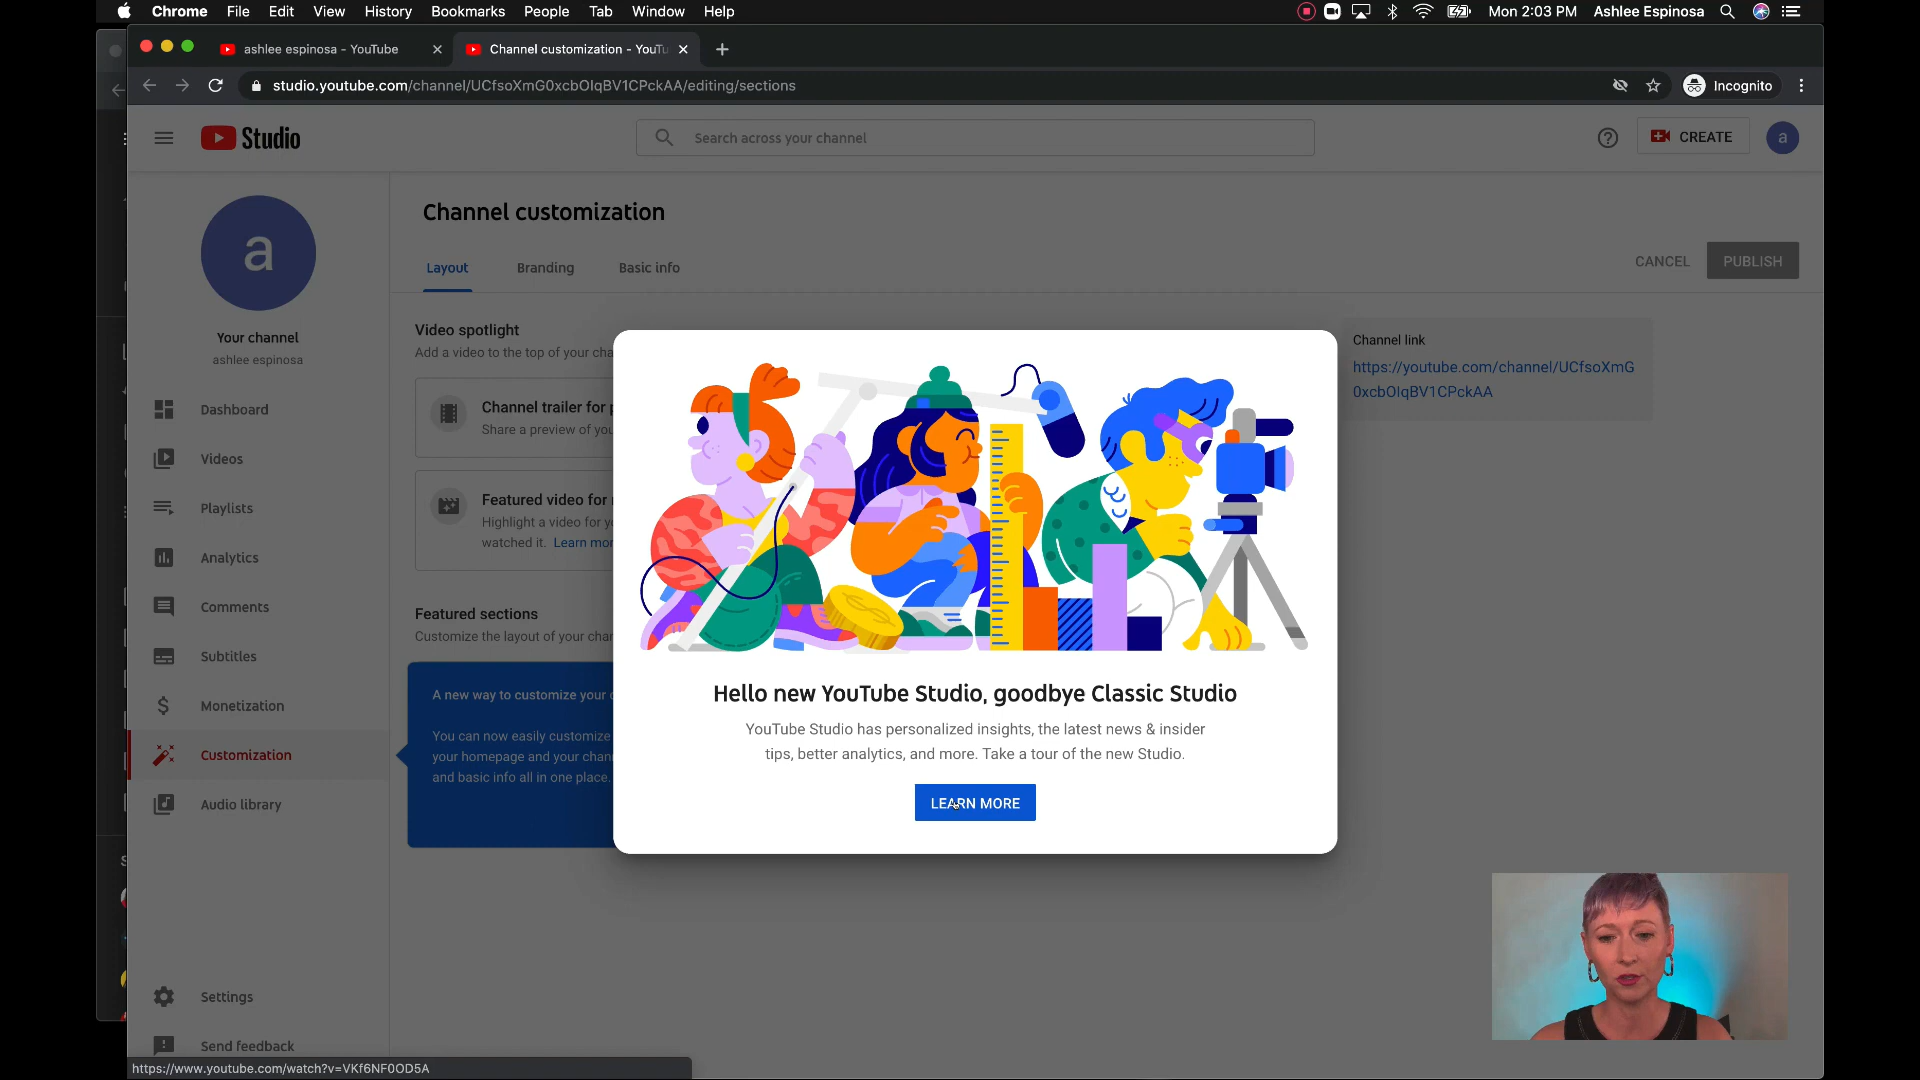 Chrome File Edit View History Bookmarks People Tab Window Help Mon 2:03 PM Ashlee Espinosa
ashlee espinosa - YouTube
Channel customization - YouTu
studio.youtube.com/channel/UCfsoXmG0xcbOIqBV1CPckAA/editing/sections
Incognito
Studio
Search across your channel
CREATE
a
a
Your channel
ashlee espinosa
Dashboard
Videos
Playlists
Analytics
Comments
Subtitles
Monetization
Customization
Audio library
Settings
Send feedback
Channel customization
Layout Branding Basic info
CANCEL PUBLISH
Video spotlight
Add a video to the top of your cha
Channel trailer for p
Share a preview of you
Featured video for r
Highlight a video for y
watched it. Learn mor
Featured sections
Customize the layout of your chan
A new way to customize your c
You can now easily customize
your homepage and your chann
and basic info all in one place.
Channel link
https://youtube.com/channel/UCfsoXmG
0xcbOIqBV1CPckAA
Hello new YouTube Studio, goodbye Classic Studio
YouTube Studio has personalized insights, the latest news & insider
tips, better analytics, and more. Take a tour of the new Studio.
LEARN MORE
https://www.youtube.com/watch?v=VKf6NF0OD5A